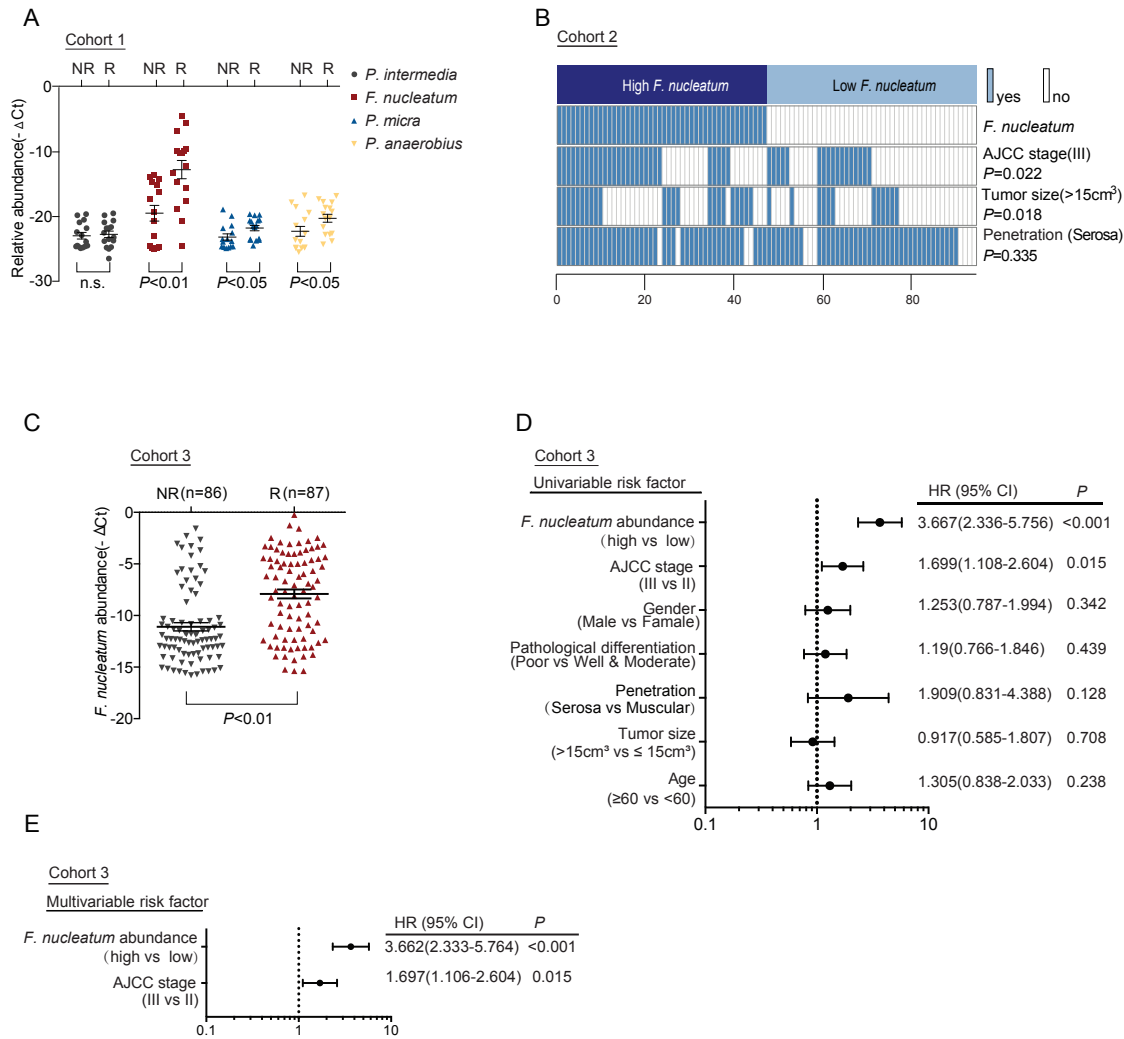 A
Cohort 1
NR R NR R NR R NR R
P. intermedia
F. nucleatum
P. micra
P. anaerobius
Relative abundance(- ΔCt)
0
-10
-20
-30
n.s. P<0.01 P<0.05 P<0.05
B
Cohort 2
High F. nucleatum Low F. nucleatum
yes no
F. nucleatum
AJCC stage(III)
P=0.022
Tumor size(>15cm³)
P=0.018
Penetration (Serosa)
P=0.335
0 20 40 60 80
C
Cohort 3
NR(n=86) R(n=87)
F. nucleatum abundance(- ΔCt)
0
-5
-10
-15
-20
P<0.01
D
Cohort 3
Univariable risk factor HR (95% CI) P
F. nucleatum abundance 3.667(2.336-5.756) <0.001
(high vs low)
AJCC stage 1.699(1.108-2.604) 0.015
(III vs II)
Gender 1.253(0.787-1.994) 0.342
(Male vs Famale)
Pathological differentiation 1.19(0.766-1.846) 0.439
(Poor vs Well & Moderate)
Penetration 1.909(0.831-4.388) 0.128
(Serosa vs Muscular)
Tumor size 0.917(0.585-1.807) 0.708
(>15cm³ vs ≤ 15cm³)
Age 1.305(0.838-2.033) 0.238
(≥60 vs <60)
0.1 1 10
E
Cohort 3
Multivariable risk factor HR (95% CI) P
F. nucleatum abundance 3.662(2.333-5.764) <0.001
(high vs low)
AJCC stage 1.697(1.106-2.604) 0.015
(III vs II)
0.1 1 10